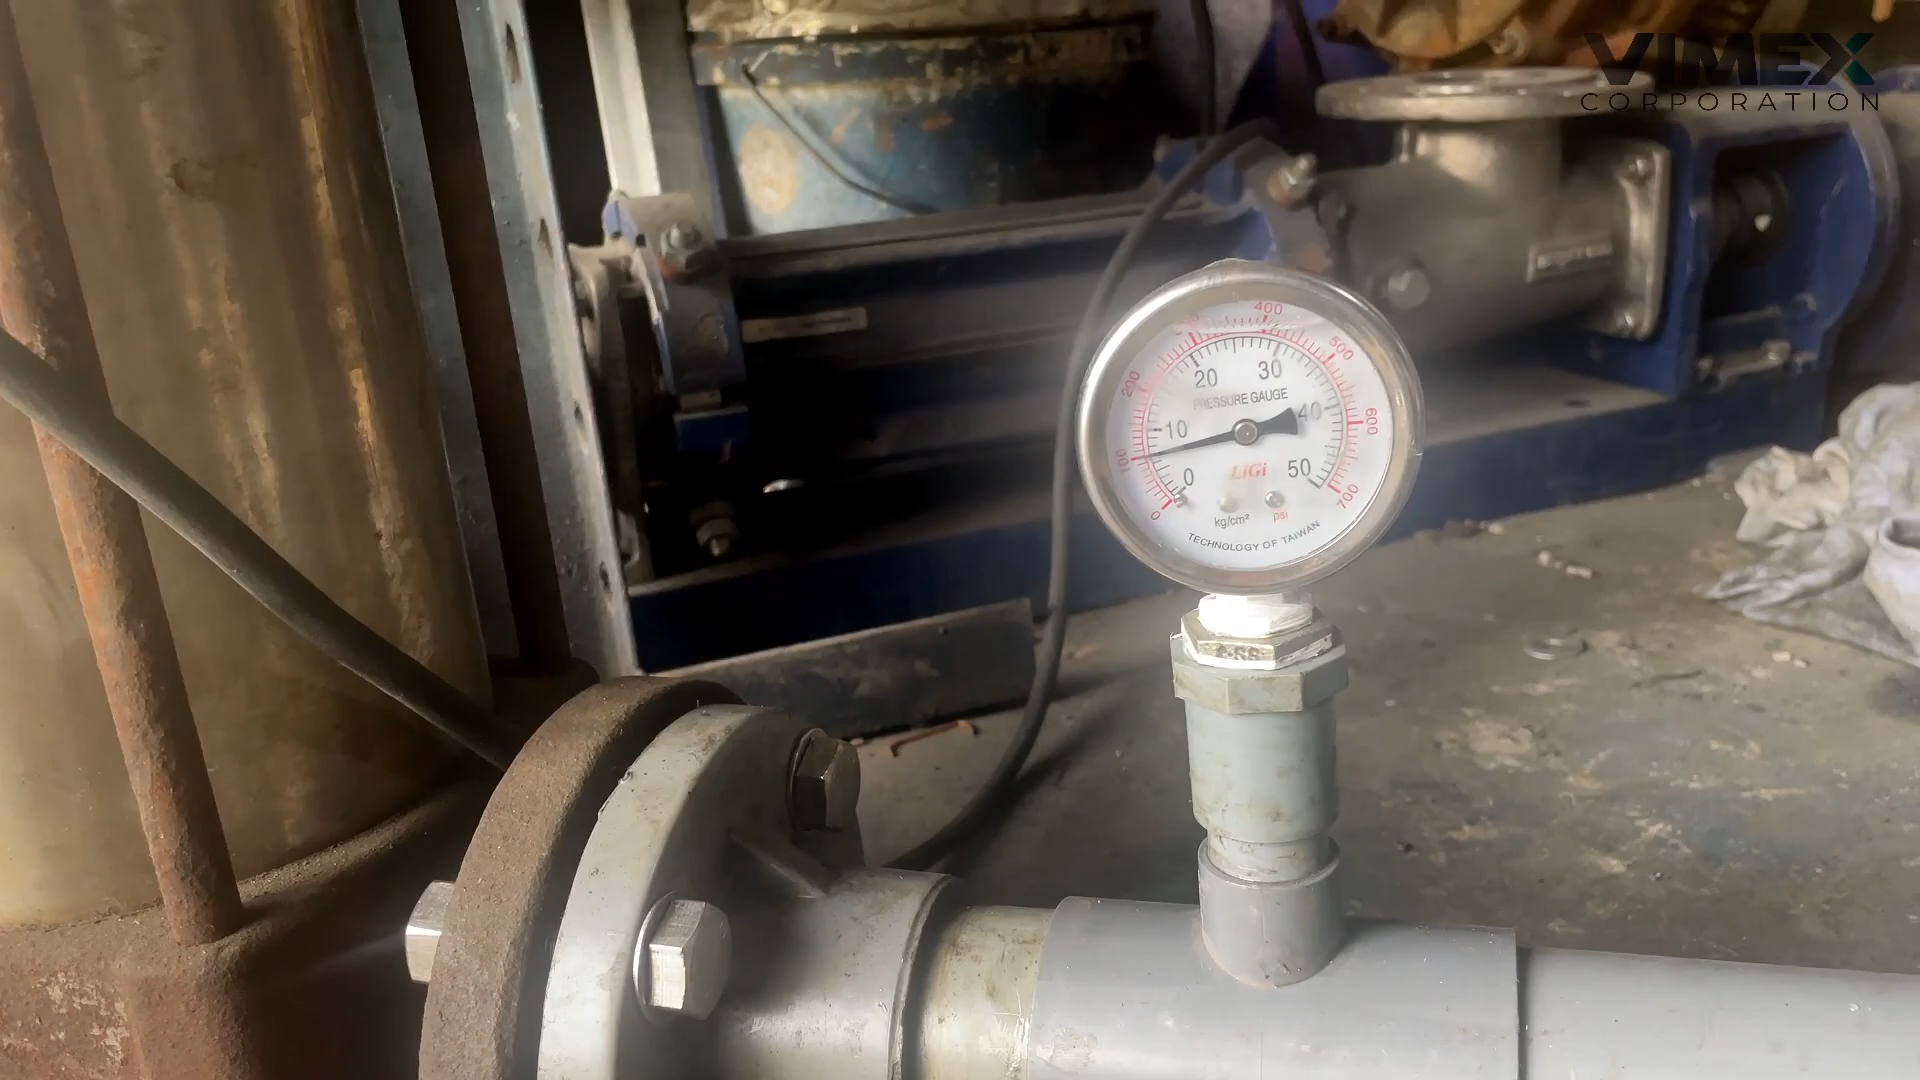 VIMEX
CORPORATION
400
500
200
20
30
PRESSURE GAUGE
600
40
10
100
0
LIGi
50
700
0
kg/cm²
psi
TECHNOLOGY OF TAIWAN